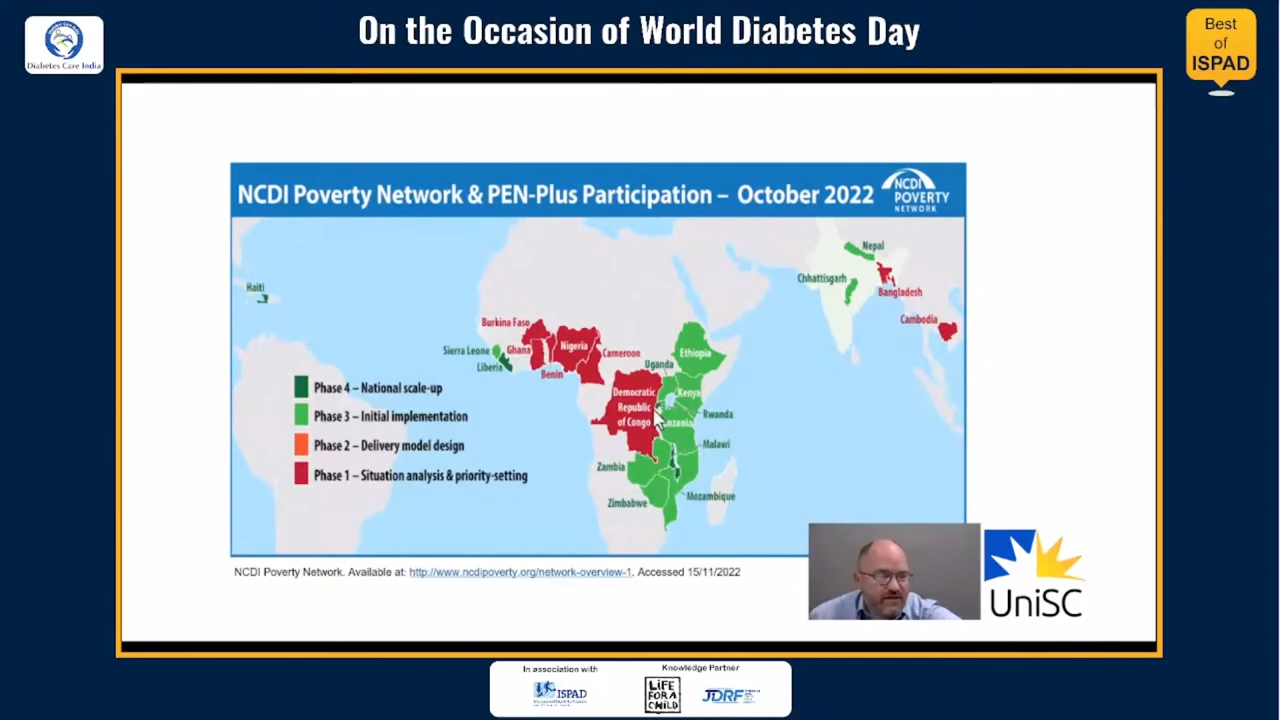 On the Occasion of World Diabetes Day
Diabetes Care India
Best
of
ISPAD
NCDI Poverty Network & PEN-Plus Participation – October 2022
NCDI
POVERTY
NETWORK
Haiti
Nepal
Chhattisgarh
Bangladesh
Cambodia
Burkina Faso
Sierra Leone
Ghana
Nigeria
Cameroon
Liberia
Benin
Ethiopia
Uganda
Kenya
Democratic
Republic
of Congo
Rwanda
Malawi
Zambia
Mozambique
Zimbabwe
Phase 4 – National scale-up
Phase 3 – Initial implementation
Phase 2 – Delivery model design
Phase 1 – Situation analysis & priority-setting
NCDI Poverty Network. Available at: http://www.ncdipoverty.org/network-overview-1. Accessed 15/11/2022
UniSC
In association with
ISPAD
Knowledge Partner
LiFE
FOR A
CHiLD
JDRF